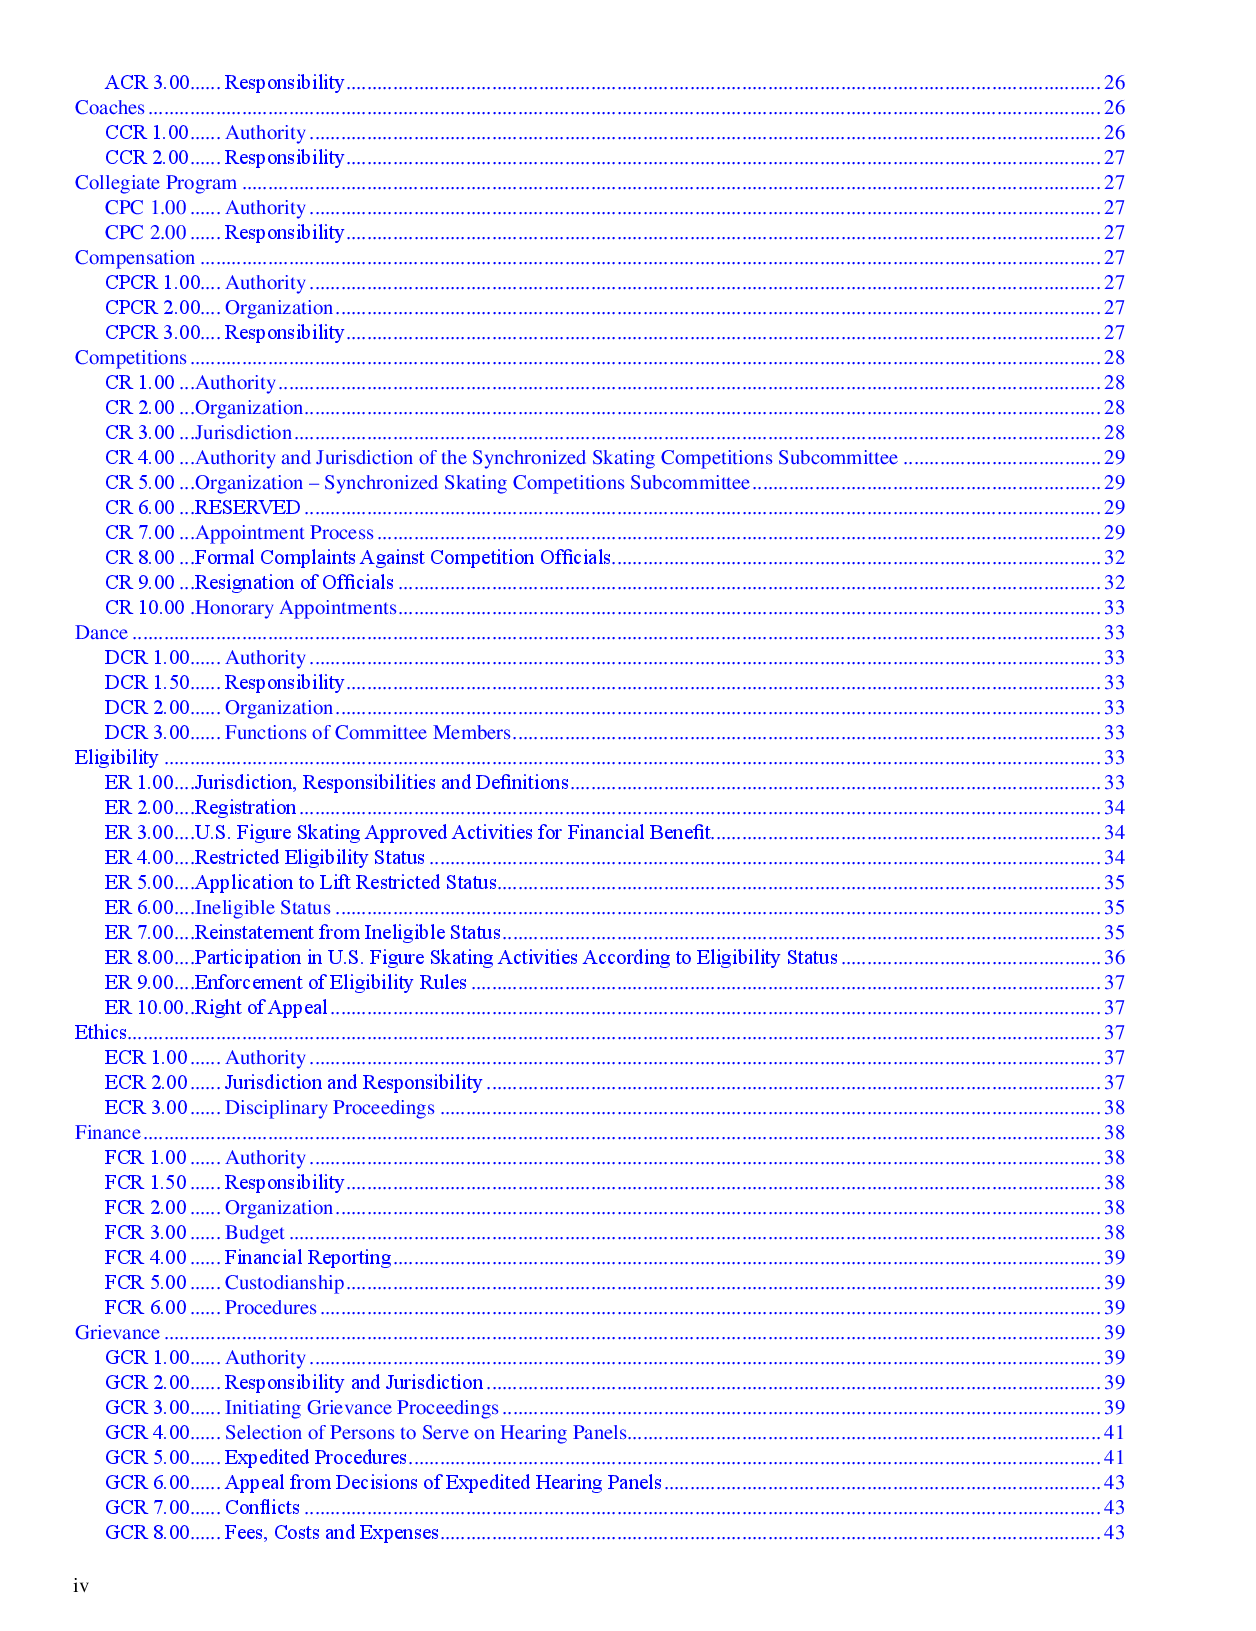 ACR 3.00...... Responsibility ........ 26
Coaches ........ 26
CCR 1.00...... Authority ........ 26
CCR 2.00...... Responsibility ........ 27
Collegiate Program ........ 27
CPC 1.00 ...... Authority ........ 27
CPC 2.00 ...... Responsibility ........ 27
Compensation ........ 27
CPCR 1.00.... Authority ........ 27
CPCR 2.00.... Organization ........ 27
CPCR 3.00.... Responsibility ........ 27
Competitions ........ 28
CR 1.00 ...Authority ........ 28
CR 2.00 ...Organization ........ 28
CR 3.00 ...Jurisdiction ........ 28
CR 4.00 ...Authority and Jurisdiction of the Synchronized Skating Competitions Subcommittee ........ 29
CR 5.00 ...Organization – Synchronized Skating Competitions Subcommittee ........ 29
CR 6.00 ...RESERVED ........ 29
CR 7.00 ...Appointment Process ........ 29
CR 8.00 ...Formal Complaints Against Competition Officials ........ 32
CR 9.00 ...Resignation of Officials ........ 32
CR 10.00 .Honorary Appointments ........ 33
Dance ........ 33
DCR 1.00...... Authority ........ 33
DCR 1.50...... Responsibility ........ 33
DCR 2.00...... Organization ........ 33
DCR 3.00...... Functions of Committee Members ........ 33
Eligibility ........ 33
ER 1.00....Jurisdiction, Responsibilities and Definitions ........ 33
ER 2.00....Registration ........ 34
ER 3.00....U.S. Figure Skating Approved Activities for Financial Benefit ........ 34
ER 4.00....Restricted Eligibility Status ........ 34
ER 5.00....Application to Lift Restricted Status ........ 35
ER 6.00....Ineligible Status ........ 35
ER 7.00....Reinstatement from Ineligible Status ........ 35
ER 8.00....Participation in U.S. Figure Skating Activities According to Eligibility Status ........ 36
ER 9.00....Enforcement of Eligibility Rules ........ 37
ER 10.00..Right of Appeal ........ 37
Ethics ........ 37
ECR 1.00 ...... Authority ........ 37
ECR 2.00 ...... Jurisdiction and Responsibility ........ 37
ECR 3.00 ...... Disciplinary Proceedings ........ 38
Finance ........ 38
FCR 1.00 ...... Authority ........ 38
FCR 1.50 ...... Responsibility ........ 38
FCR 2.00 ...... Organization ........ 38
FCR 3.00 ...... Budget ........ 38
FCR 4.00 ...... Financial Reporting ........ 39
FCR 5.00 ...... Custodianship ........ 39
FCR 6.00 ...... Procedures ........ 39
Grievance ........ 39
GCR 1.00...... Authority ........ 39
GCR 2.00...... Responsibility and Jurisdiction ........ 39
GCR 3.00...... Initiating Grievance Proceedings ........ 39
GCR 4.00...... Selection of Persons to Serve on Hearing Panels ........ 41
GCR 5.00...... Expedited Procedures ........ 41
GCR 6.00...... Appeal from Decisions of Expedited Hearing Panels ........ 43
GCR 7.00...... Conflicts ........ 43
GCR 8.00...... Fees, Costs and Expenses ........ 43
iv